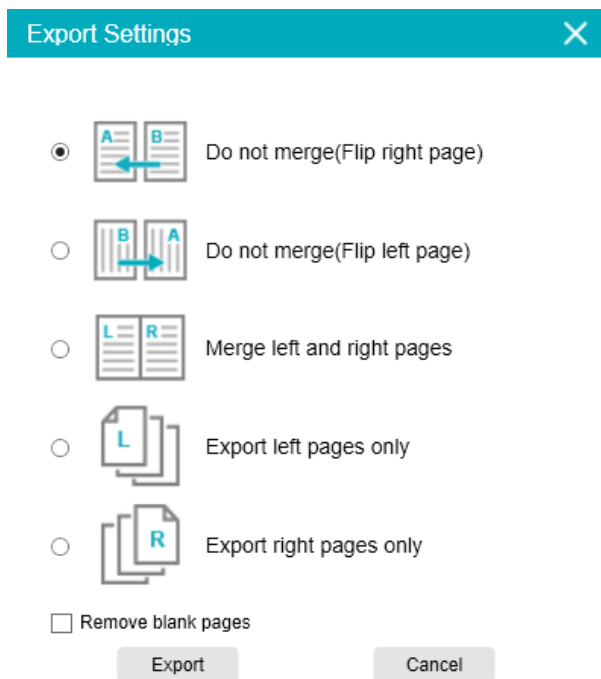 Export Settings
A B
Do not merge(Flip right page)
B A
Do not merge(Flip left page)
L R
Merge left and right pages
L
Export left pages only
R
Export right pages only
Remove blank pages
Export Cancel